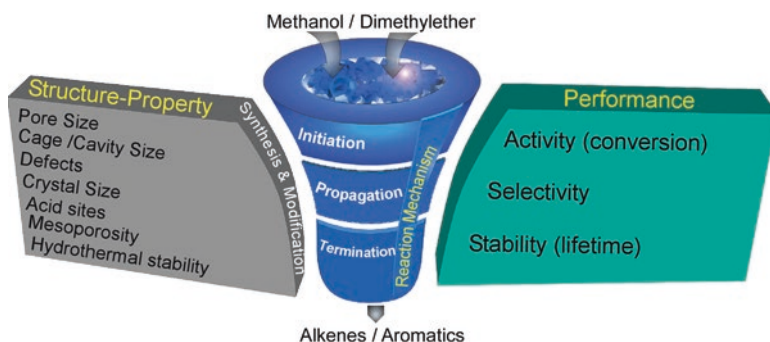 Methanol / Dimethylether
Structure-Property
Pore Size
Cage /Cavity Size
Defects
Crystal Size
Acid sites
Mesoporosity
Hydrothermal stability
Synthesis & Modification
Initiation
Propagation
Termination
Reaction Mechanism
Performance
Activity (conversion)
Selectivity
Stability (lifetime)
Alkenes / Aromatics